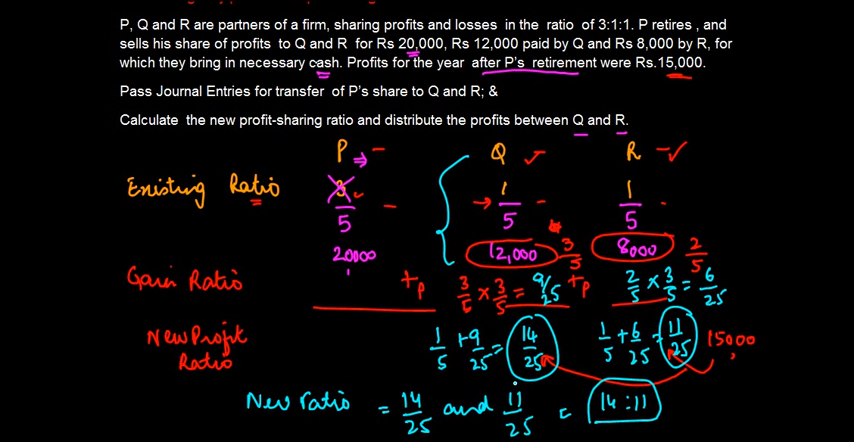 P, Q and R are partners of a firm, sharing profits and losses in the ratio of 3:1:1. P retires , and
sells his share of profits to Q and R for Rs 20,000, Rs 12,000 paid by Q and Rs 8,000 by R, for
which they bring in necessary cash. Profits for the year after P's retirement were Rs.15,000.
Pass Journal Entries for transfer of P's share to Q and R; &
Calculate the new profit-sharing ratio and distribute the profits between Q and R.
P ⇒ - Q ✓ R - ✓
Existing Ratio 3/5 - → 1/5 - 1/5
20000 12,000 3/5 8000 2/5
Gain Ratio +P 3/5 × 3/5 = 9/25 +P 2/5 × 3/5 = 6/25
New Profit Ratio 1/5 + 9/25 = 14/25 1/5 + 6/25 = 11/25 15000
New ratio = 14/25 and 11/25 = 14:11